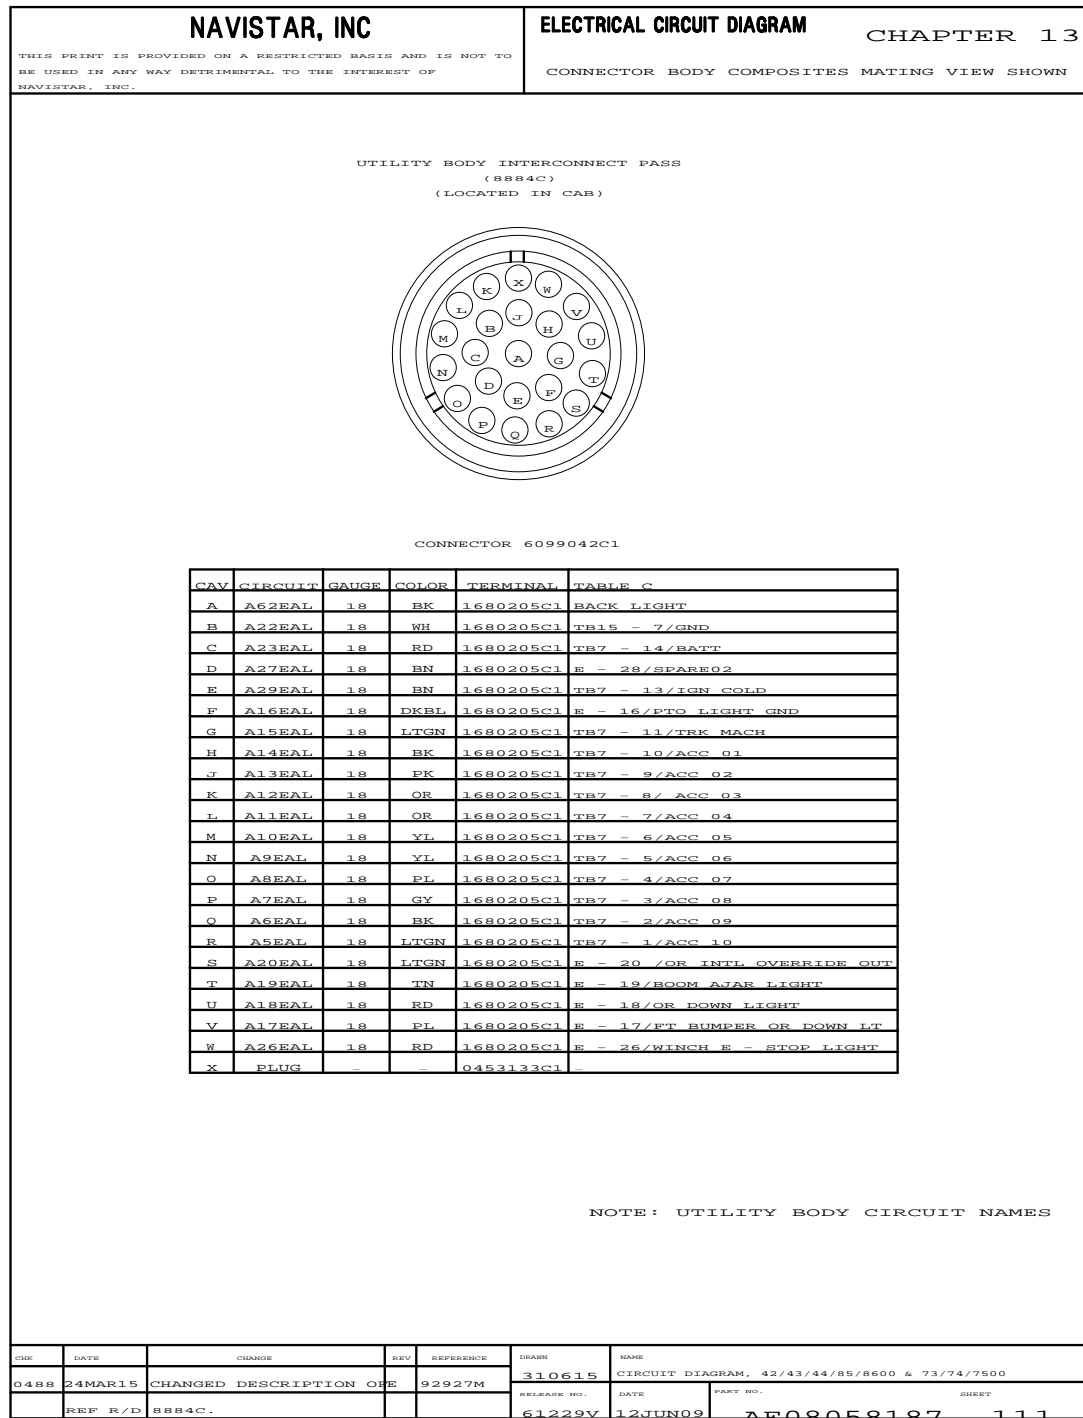 NAVISTAR, INC
THIS PRINT IS PROVIDED ON A RESTRICTED BASIS AND IS NOT TO
BE USED IN ANY WAY DETRIMENTAL TO THE INTEREST OF
NAVISTAR, INC.
ELECTRICAL CIRCUIT DIAGRAM CHAPTER 13
CONNECTOR BODY COMPOSITES MATING VIEW SHOWN
UTILITY BODY INTERCONNECT PASS
(8884C)
(LOCATED IN CAB)
X
K W
L V
J
B H
M U
C A G
N T
D F
E
O S
P R
Q
CONNECTOR 6099042C1
CAV CIRCUIT GAUGE COLOR TERMINAL TABLE C
A A62EAL 18 BK 1680205C1 BACK LIGHT
B A22EAL 18 WH 1680205C1 TB15 - 7/GND
C A23EAL 18 RD 1680205C1 TB7 - 14/BATT
D A27EAL 18 BN 1680205C1 E - 28/SPARE02
E A29EAL 18 BN 1680205C1 TB7 - 13/IGN COLD
F A16EAL 18 DKBL 1680205C1 E - 16/PTO LIGHT GND
G A15EAL 18 LTGN 1680205C1 TB7 - 11/TRK MACH
H A14EAL 18 BK 1680205C1 TB7 - 10/ACC 01
J A13EAL 18 PK 1680205C1 TB7 - 9/ACC 02
K A12EAL 18 OR 1680205C1 TB7 - 8/ ACC 03
L A11EAL 18 OR 1680205C1 TB7 - 7/ACC 04
M A10EAL 18 YL 1680205C1 TB7 - 6/ACC 05
N A9EAL 18 YL 1680205C1 TB7 - 5/ACC 06
O A8EAL 18 PL 1680205C1 TB7 - 4/ACC 07
P A7EAL 18 GY 1680205C1 TB7 - 3/ACC 08
Q A6EAL 18 BK 1680205C1 TB7 - 2/ACC 09
R A5EAL 18 LTGN 1680205C1 TB7 - 1/ACC 10
S A20EAL 18 LTGN 1680205C1 E - 20 /OR INTL OVERRIDE OUT
T A19EAL 18 TN 1680205C1 E - 19/BOOM AJAR LIGHT
U A18EAL 18 RD 1680205C1 E - 18/OR DOWN LIGHT
V A17EAL 18 PL 1680205C1 E - 17/FT BUMPER OR DOWN LT
W A26EAL 18 RD 1680205C1 E - 26/WINCH E - STOP LIGHT
X PLUG - - 0453133C1 -
NOTE: UTILITY BODY CIRCUIT NAMES
CHK DATE CHANGE REV REFERENCE DRAWN NAME
0488 24MAR15 CHANGED DESCRIPTION OF E 92927M 310615 CIRCUIT DIAGRAM, 42/43/44/85/8600 & 73/74/7500
REF R/D 8884C.
RELEASE NO. DATE PART NO. SHEET
61229V 12JUN09 AF08058187 111